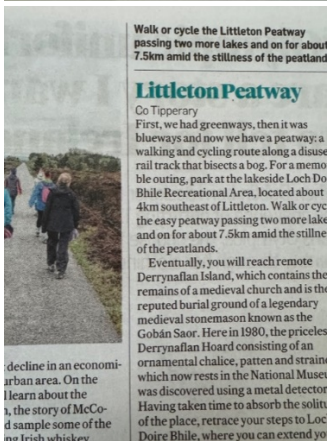 Walk or cycle the Littleton Peatway
passing two more lakes and on for about
7.5km amid the stillness of the peatland
Littleton Peatway
Co Tipperary
First, we had greenways, then it was
blueways and now we have a peatway: a
walking and cycling route along a disuse
rail track that bisects a bog. For a memo
ble outing, park at the lakeside Loch Do
Bhile Recreational Area, located about
4km southeast of Littleton. Walk or cyc
the easy peatway passing two more lake
and on for about 7.5km amid the stillne
of the peatlands.
Eventually, you will reach remote
Derrynaflan Island, which contains the
remains of a medieval church and is the
reputed burial ground of a legendary
medieval stonemason known as the
Gobán Saor. Here in 1980, the priceles
Derrynaflan Hoard consisting of an
ornamental chalice, patten and straine
which now rests in the National Museu
was discovered using a metal detector
Having taken time to absorb the solitu
of the place, retrace your steps to Loc
Doire Bhile, where you can extend yo
decline in an economi-
urban area. On the
l learn about the
n, the story of McCo-
d sample some of the
ng Irish whiskey